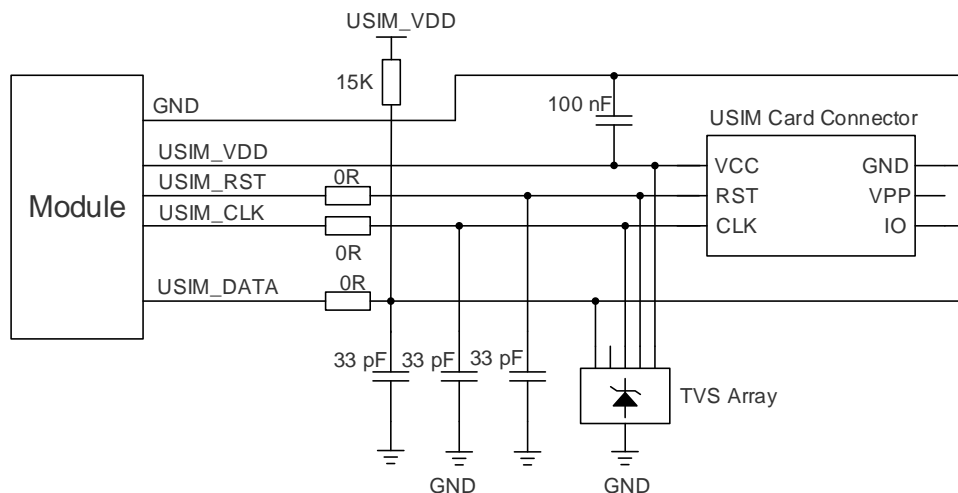 USIM_VDD
15K
GND
100 nF
USIM Card Connector
USIM_VDD
VCC
GND
Module
USIM_RST
0R
RST
VPP
USIM_CLK
0R
CLK
IO
USIM_DATA
0R
33 pF
33 pF
33 pF
TVS Array
GND
GND